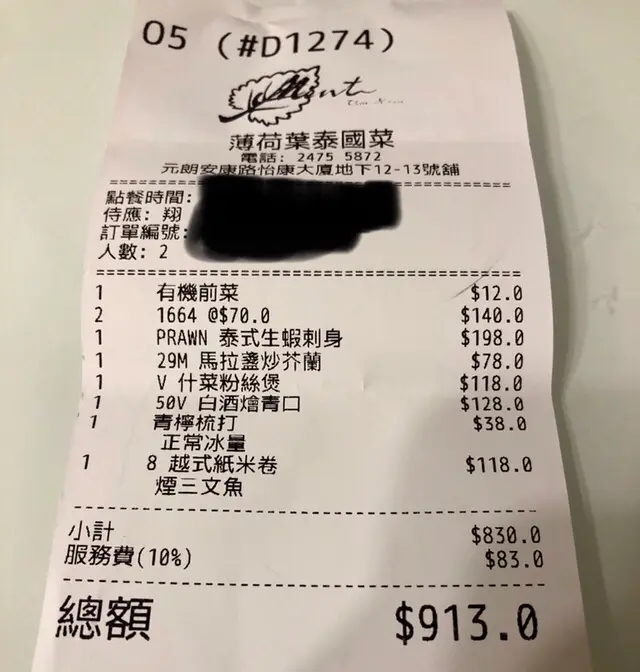 05 (#D1274)
Mint
薄荷葉泰國菜
電話: 2475 5872
元朗安康路怡康大廈地下12-13號舖
點餐時間:
侍應: 翔
訂單編號:
人數: 2
1 有機前菜 $12.0
2 1664 @$70.0 $140.0
1 PRAWN 泰式生蝦刺身 $198.0
1 29M 馬拉盞炒芥蘭 $78.0
1 V 什菜粉絲煲 $118.0
1 50V 白酒燴青口 $128.0
1 青檸梳打 $38.0
正常冰量
1 8 越式紙米卷 $118.0
煙三文魚
小計 $830.0
服務費(10%) $83.0
總額 $913.0